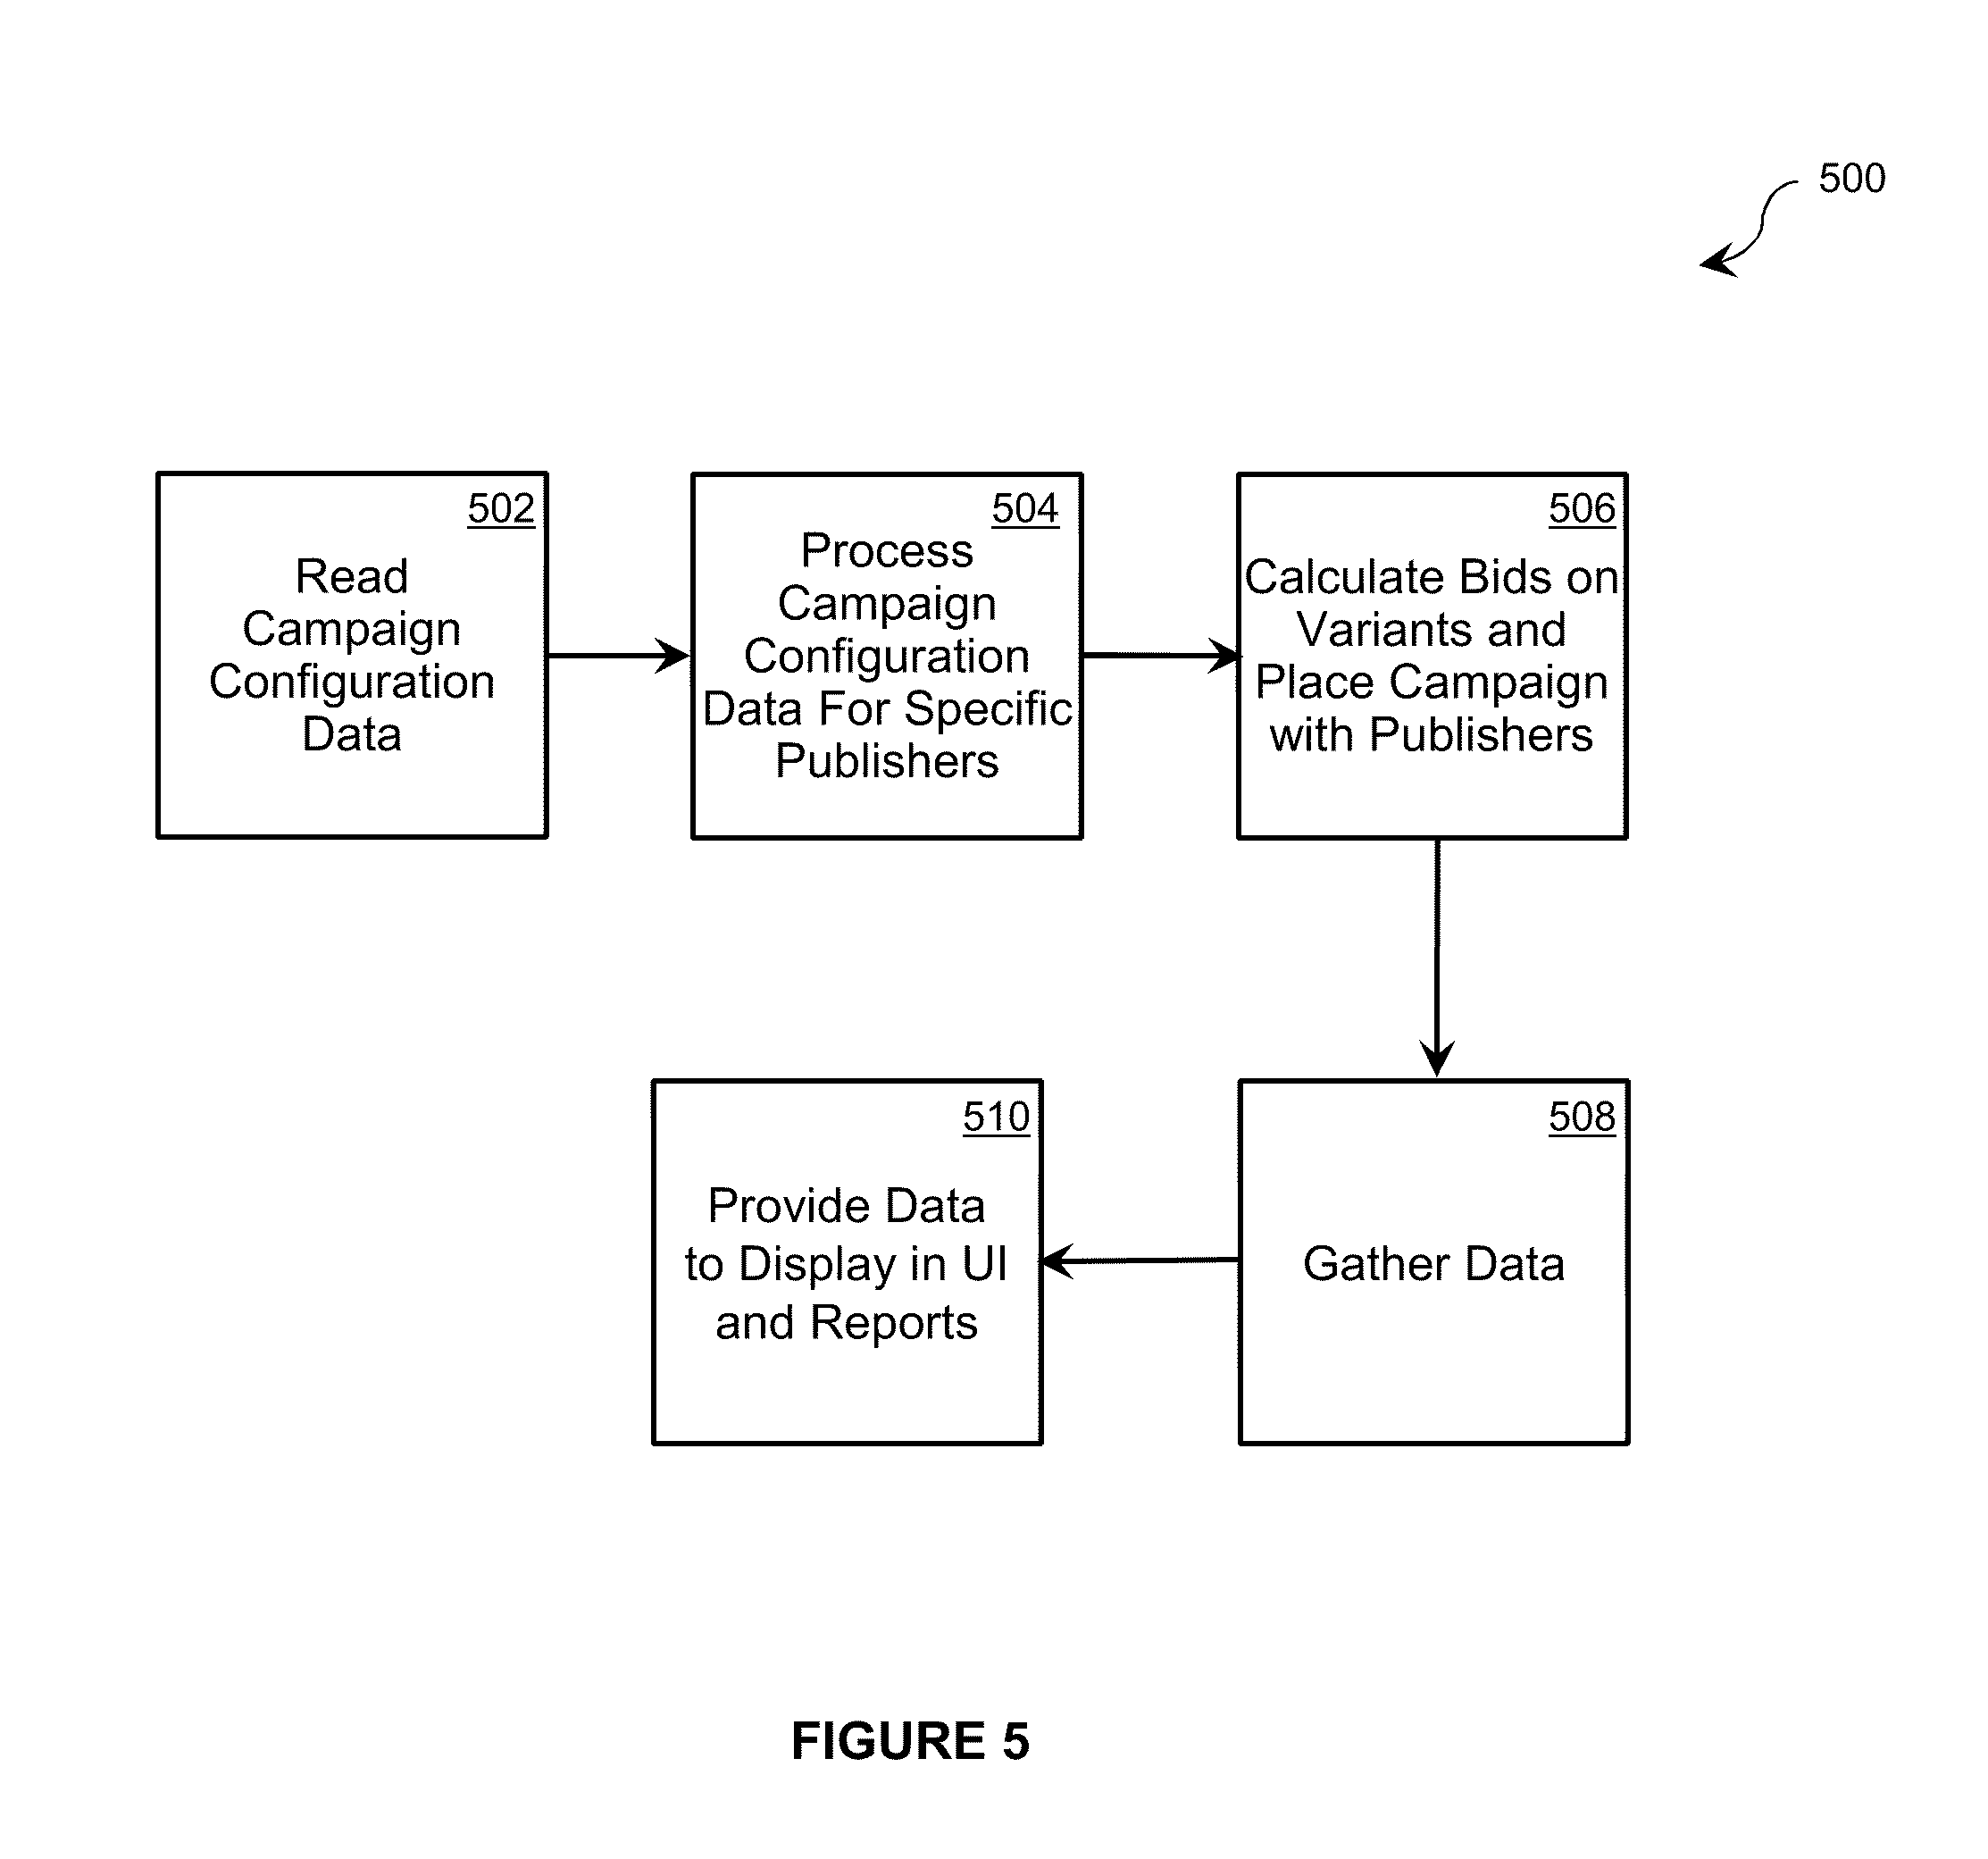 500
502
Read
Campaign
Configuration
Data
504
Process
Campaign
Configuration
Data For Specific
Publishers
506
Calculate Bids on
Variants and
Place Campaign
with Publishers
510
Provide Data
to Display in UI
and Reports
508
Gather Data
FIGURE 5